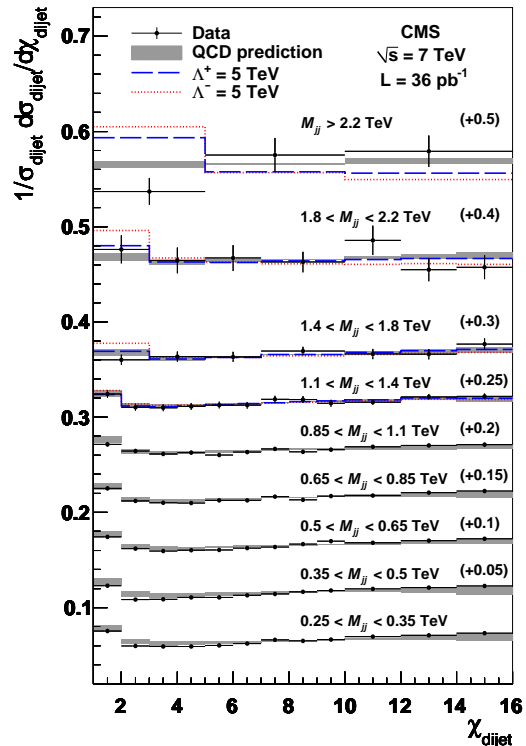 0.7
0.6
0.5
0.4
0.3
0.2
0.1
1/σdijet dσdijet/dχdijet
Data
QCD prediction
Λ+ = 5 TeV
Λ- = 5 TeV
CMS
√s = 7 TeV
L = 36 pb-1
Mjj > 2.2 TeV (+0.5)
1.8 < Mjj < 2.2 TeV (+0.4)
1.4 < Mjj < 1.8 TeV (+0.3)
1.1 < Mjj < 1.4 TeV (+0.25)
0.85 < Mjj < 1.1 TeV (+0.2)
0.65 < Mjj < 0.85 TeV (+0.15)
0.5 < Mjj < 0.65 TeV (+0.1)
0.35 < Mjj < 0.5 TeV (+0.05)
0.25 < Mjj < 0.35 TeV
2 4 6 8 10 12 14 16
χdijet